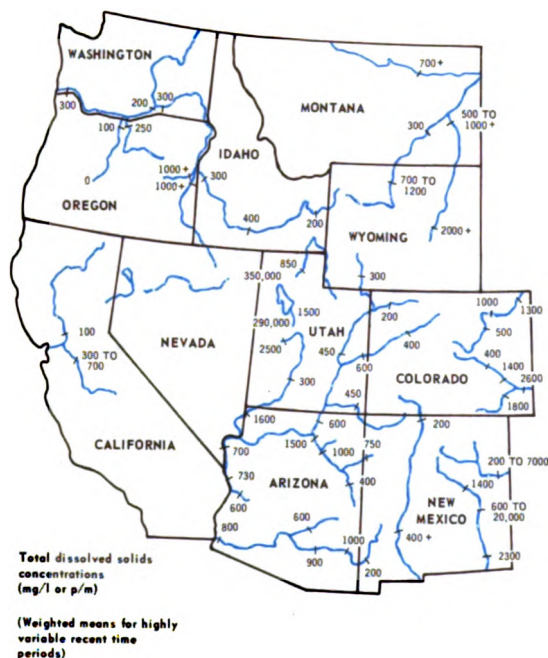 WASHINGTON
700+
MONTANA
300
200
300
500 TO
1000+
100
250
300
IDAHO
1000+
1000+
300
700 TO
1200
0
OREGON
400
200
WYOMING
2000+
850
350,000
300
1500
200
1000
1300
290,000
UTAH
500
100
NEVADA
2500
450
400
400
300 TO
700
600
1400
2600
300
COLORADO
450
1800
1600
600
200
CALIFORNIA
700
1500
1000
750
200 TO 7000
730
ARIZONA
400
1400
600
NEW
MEXICO
600 TO
20,000
800
600
1000
400+
900
200
2300
Total dissolved solids
concentrations
(mg/l or p/m)
(Weighted means for highly
variable recent time
periods)